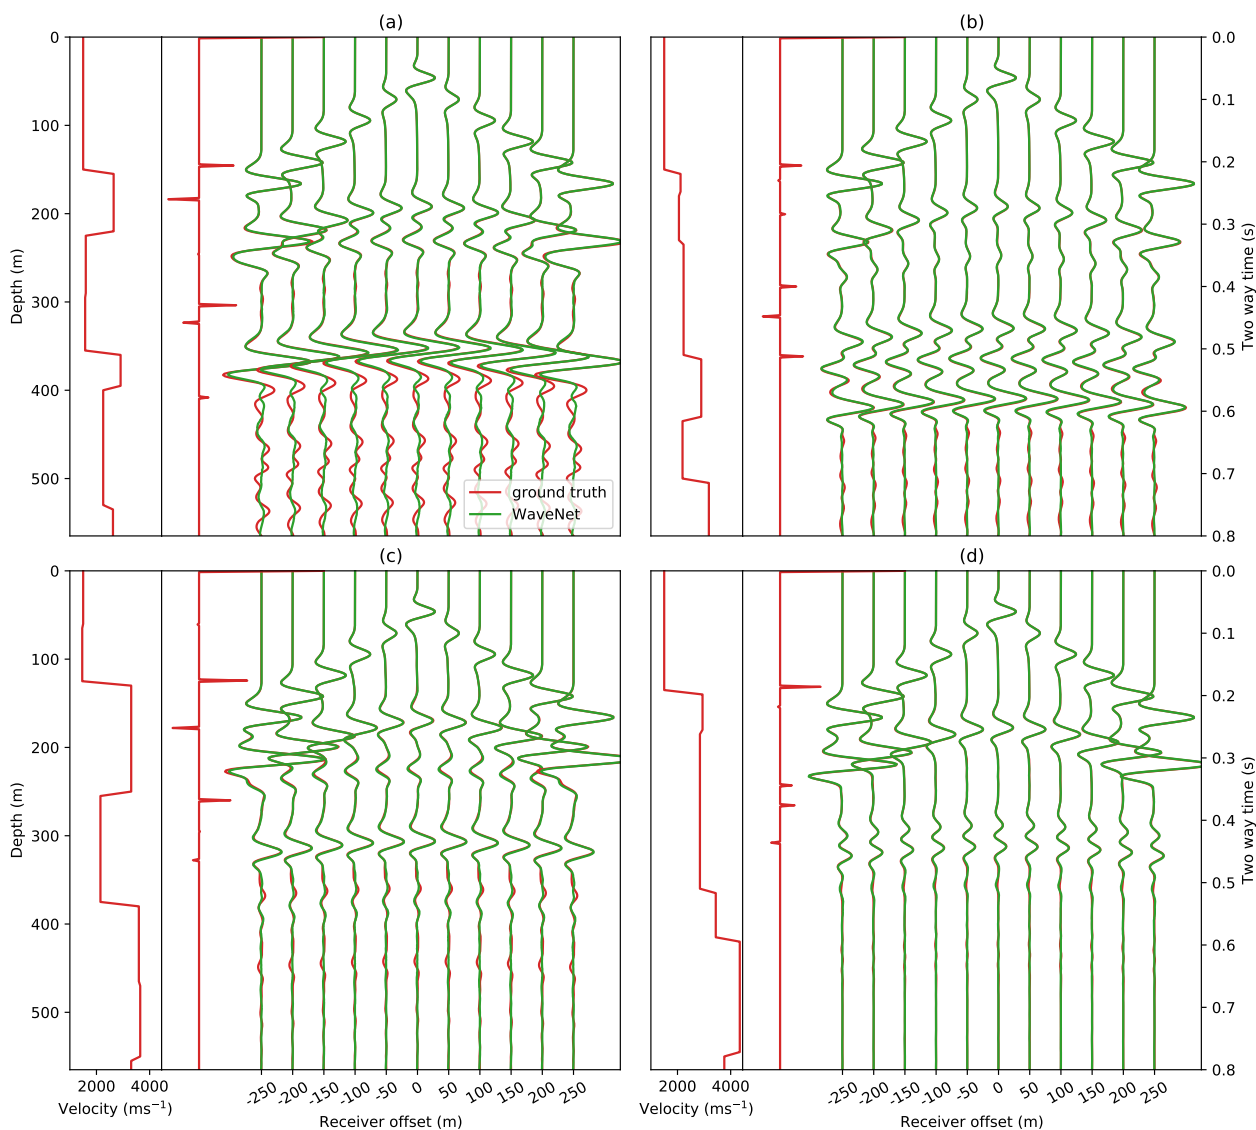 (a)
(b)
0
100
200
300
400
500
Depth (m)
0.0
0.1
0.2
0.3
0.4
0.5
0.6
0.7
0.8
Two way time (s)
ground truth
WaveNet
(c)
(d)
0
100
200
300
400
500
Depth (m)
0.0
0.1
0.2
0.3
0.4
0.5
0.6
0.7
0.8
Two way time (s)
2000 4000
Velocity (ms⁻¹)
-250 -200 -150 -100 -50 0 50 100 150 200 250
Receiver offset (m)
2000 4000
Velocity (ms⁻¹)
-250 -200 -150 -100 -50 0 50 100 150 200 250
Receiver offset (m)